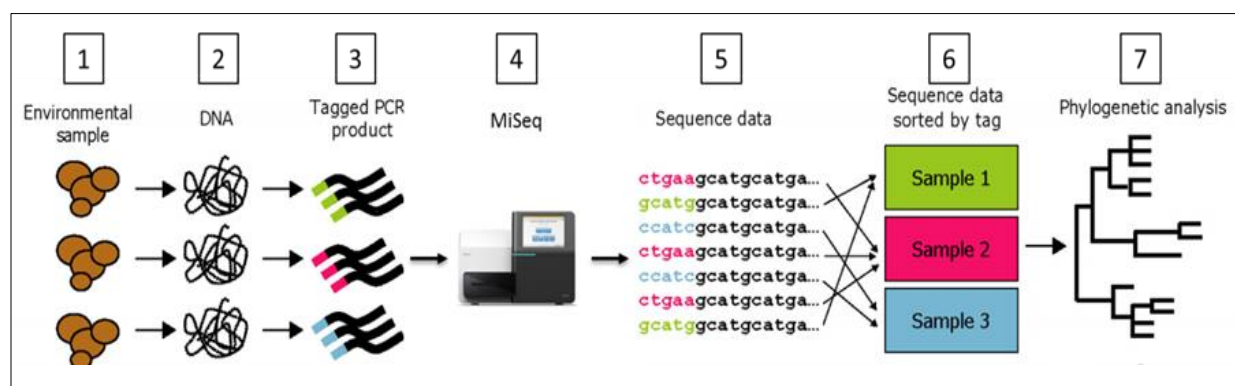 1
2
3
4
5
6
7
Environmental
sample
DNA
Tagged PCR
product
MiSeq
Sequence data
Sequence data
sorted by tag
Phylogenetic analysis
ctgaagcatgcatga...
gcatggcatgcatga...
ccatcgcatgcatga...
ctgaagcatgcatga...
ccatcgcatgcatga...
ctgaagcatgcatga...
gcatggcatgcatga...
Sample 1
Sample 2
Sample 3